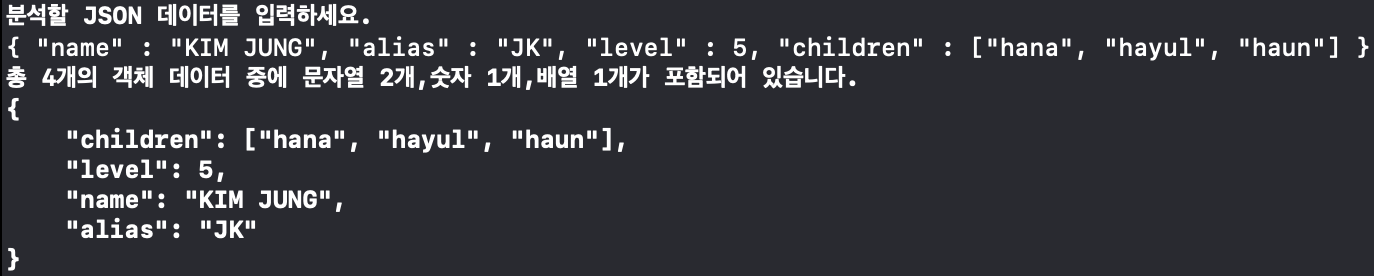 분석할 JSON 데이터를 입력하세요.
{ "name" : "KIM JUNG", "alias" : "JK", "level" : 5, "children" : ["hana", "hayul", "haun"] }
총 4개의 객체 데이터 중에 문자열 2개,숫자 1개,배열 1개가 포함되어 있습니다.
{
    "children": ["hana", "hayul", "haun"],
    "level": 5,
    "name": "KIM JUNG",
    "alias": "JK"
}